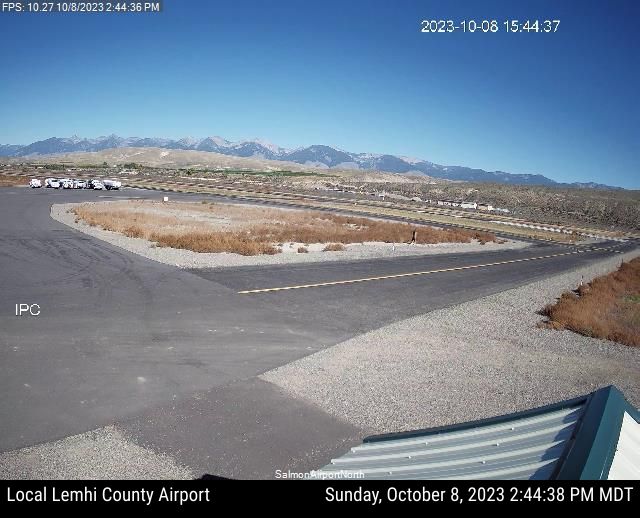 FPS: 10.27 10/8/2023 2:44:36 PM
2023-10-08 15:44:37
IPC
SalmonAirportNorth
Local Lemhi County Airport
Sunday, October 8, 2023 2:44:38 PM MDT